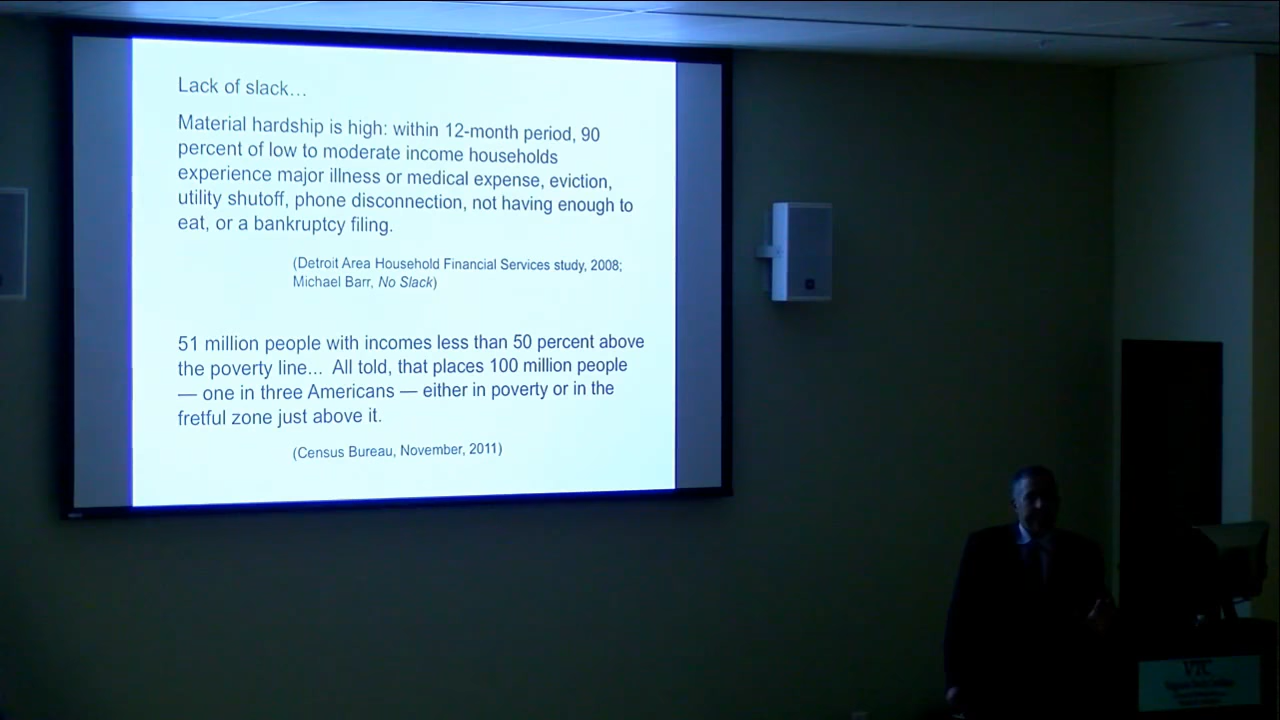 Lack of slack…
Material hardship is high: within 12-month period, 90
percent of low to moderate income households
experience major illness or medical expense, eviction,
utility shutoff, phone disconnection, not having enough to
eat, or a bankruptcy filing.
(Detroit Area Household Financial Services study, 2008;
Michael Barr, No Slack)
51 million people with incomes less than 50 percent above
the poverty line… All told, that places 100 million people
— one in three Americans — either in poverty or in the
fretful zone just above it.
(Census Bureau, November, 2011)
VTC